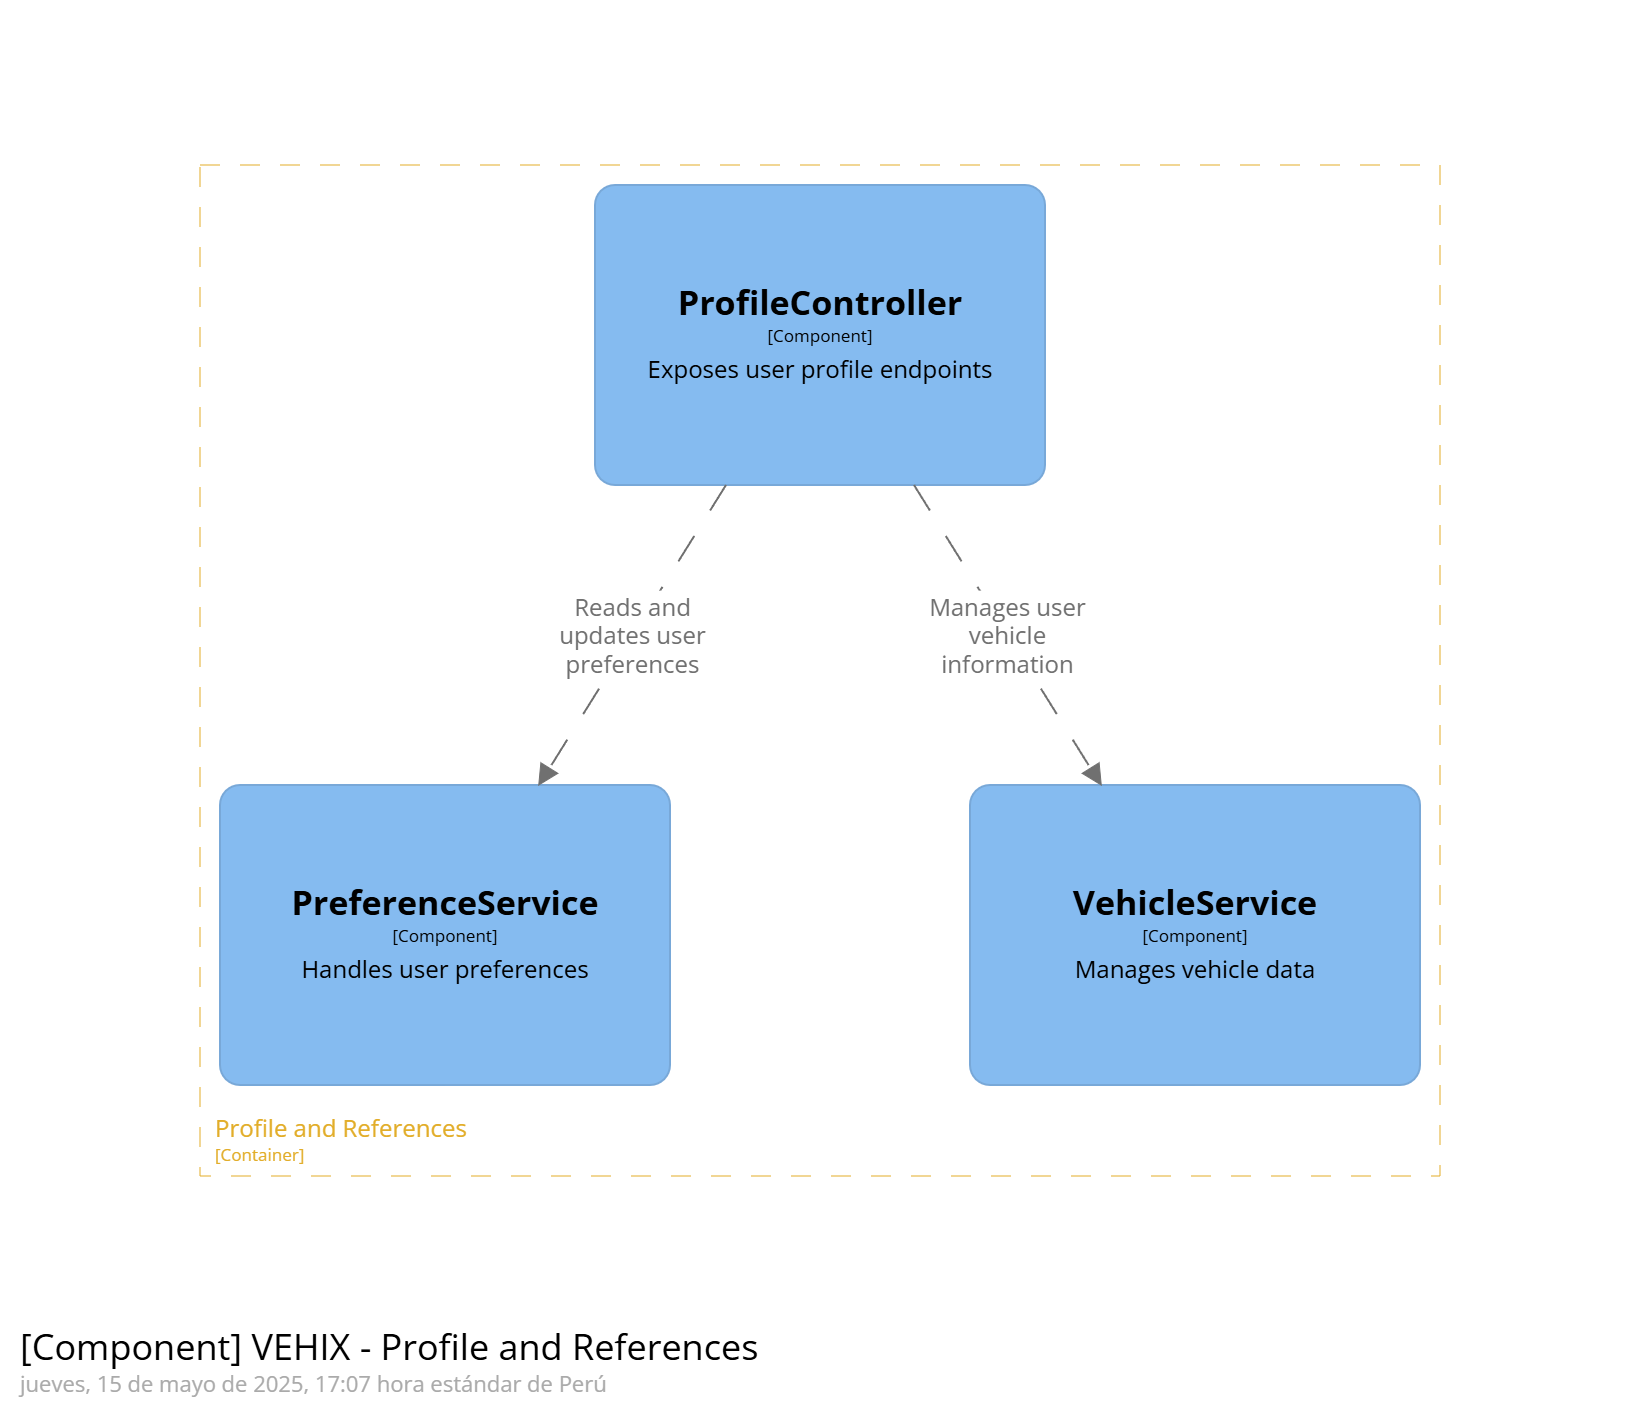 ProfileController
[Component]
Exposes user profile endpoints
Reads and
updates user
preferences
Manages user
vehicle
information
PreferenceService
[Component]
Handles user preferences
VehicleService
[Component]
Manages vehicle data
Profile and References
[Container]
[Component] VEHIX - Profile and References
jueves, 15 de mayo de 2025, 17:07 hora estándar de Perú